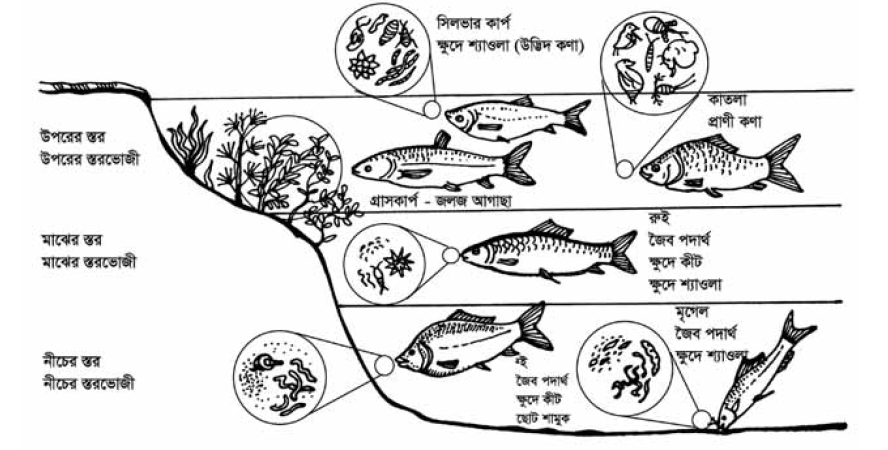 সিলভার কার্প
ক্ষুদে শ্যাওলা (উদ্ভিদ কণা)
কাতলা
প্রাণী কণা
উপরের স্তর
উপরের স্তরভোজী
গ্রাসকার্প - জলজ আগাছা
মাঝের স্তর
মাঝের স্তরভোজী
রুই
জৈব পদার্থ
ক্ষুদে কীট
ক্ষুদে শ্যাওলা
নীচের স্তর
নীচের স্তরভোজী
জৈব পদার্থ
ক্ষুদে কীট
ছোট শামুক
মৃগেল
জৈব পদার্থ
ক্ষুদে শ্যাওলা